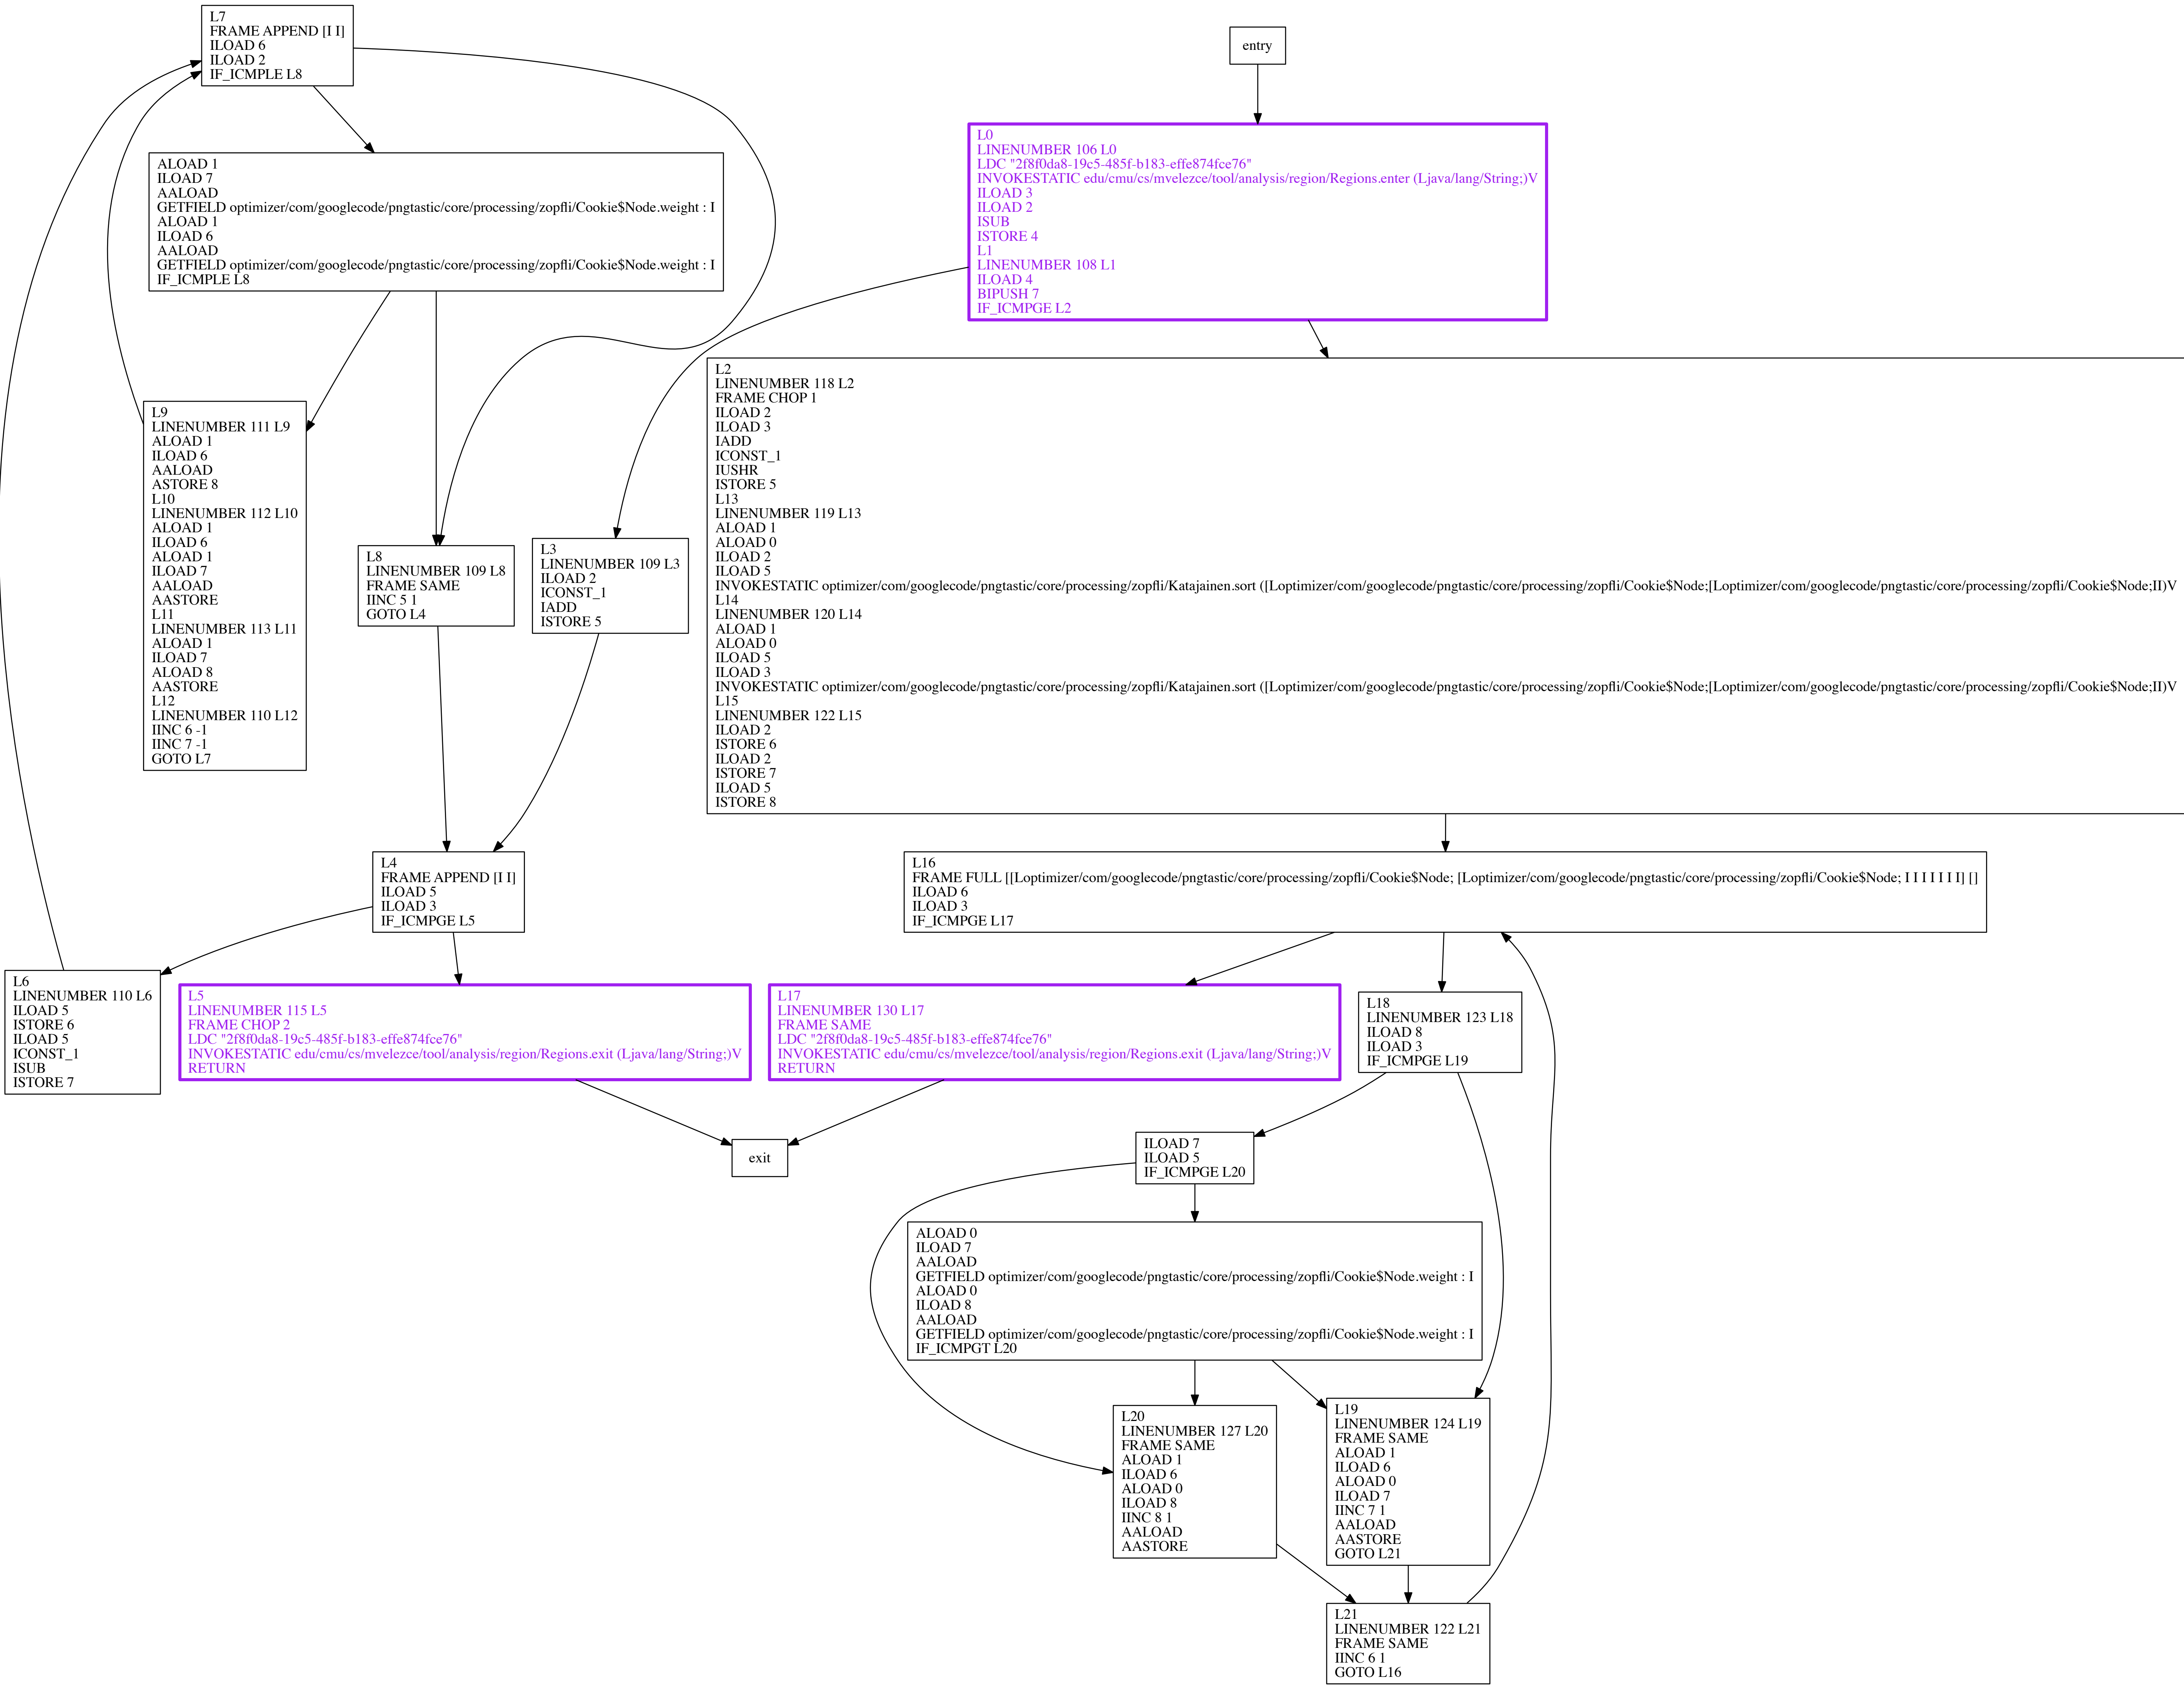 L7
FRAME APPEND [I I]
ILOAD 6
ILOAD 2
IF_ICMPLE L8
entry
L0
LINENUMBER 106 L0
LDC "2f8f0da8-19c5-485f-b183-effe874fce76"
INVOKESTATIC edu/cmu/cs/mvelezce/tool/analysis/region/Regions.enter (Ljava/lang/String;)V
ILOAD 3
ILOAD 2
ISUB
ISTORE 4
L1
LINENUMBER 108 L1
ILOAD 4
BIPUSH 7
IF_ICMPGE L2
ALOAD 1
ILOAD 7
AALOAD
GETFIELD optimizer/com/googlecode/pngtastic/core/processing/zopfli/Cookie$Node.weight : I
ALOAD 1
ILOAD 6
AALOAD
GETFIELD optimizer/com/googlecode/pngtastic/core/processing/zopfli/Cookie$Node.weight : I
IF_ICMPLE L8
L9
LINENUMBER 111 L9
ALOAD 1
ILOAD 6
AALOAD
ASTORE 8
L10
LINENUMBER 112 L10
ALOAD 1
ILOAD 6
ALOAD 1
ILOAD 7
AALOAD
AASTORE
L11
LINENUMBER 113 L11
ALOAD 1
ILOAD 7
ALOAD 8
AASTORE
L12
LINENUMBER 110 L12
IINC 6 -1
IINC 7 -1
GOTO L7
L8
LINENUMBER 109 L8
FRAME SAME
IINC 5 1
GOTO L4
L3
LINENUMBER 109 L3
ILOAD 2
ICONST_1
IADD
ISTORE 5
L2
LINENUMBER 118 L2
FRAME CHOP 1
ILOAD 2
ILOAD 3
IADD
ICONST_1
IUSHR
ISTORE 5
L13
LINENUMBER 119 L13
ALOAD 1
ALOAD 0
ILOAD 2
ILOAD 5
INVOKESTATIC optimizer/com/googlecode/pngtastic/core/processing/zopfli/Katajainen.sort ([Loptimizer/com/googlecode/pngtastic/core/processing/zopfli/Cookie$Node;[Loptimizer/com/googlecode/pngtastic/core/processing/zopfli/Cookie$Node;II)V
L14
LINENUMBER 120 L14
ALOAD 1
ALOAD 0
ILOAD 5
ILOAD 3
INVOKESTATIC optimizer/com/googlecode/pngtastic/core/processing/zopfli/Katajainen.sort ([Loptimizer/com/googlecode/pngtastic/core/processing/zopfli/Cookie$Node;[Loptimizer/com/googlecode/pngtastic/core/processing/zopfli/Cookie$Node;II)V
L15
LINENUMBER 122 L15
ILOAD 2
ISTORE 6
ILOAD 2
ISTORE 7
ILOAD 5
ISTORE 8
L4
FRAME APPEND [I I]
ILOAD 5
ILOAD 3
IF_ICMPGE L5
L16
FRAME FULL [[Loptimizer/com/googlecode/pngtastic/core/processing/zopfli/Cookie$Node; [Loptimizer/com/googlecode/pngtastic/core/processing/zopfli/Cookie$Node; I I I I I I I] []
ILOAD 6
ILOAD 3
IF_ICMPGE L17
L6
LINENUMBER 110 L6
ILOAD 5
ISTORE 6
ILOAD 5
ICONST_1
ISUB
ISTORE 7
L5
LINENUMBER 115 L5
FRAME CHOP 2
LDC "2f8f0da8-19c5-485f-b183-effe874fce76"
INVOKESTATIC edu/cmu/cs/mvelezce/tool/analysis/region/Regions.exit (Ljava/lang/String;)V
RETURN
L17
LINENUMBER 130 L17
FRAME SAME
LDC "2f8f0da8-19c5-485f-b183-effe874fce76"
INVOKESTATIC edu/cmu/cs/mvelezce/tool/analysis/region/Regions.exit (Ljava/lang/String;)V
RETURN
L18
LINENUMBER 123 L18
ILOAD 8
ILOAD 3
IF_ICMPGE L19
exit
ILOAD 7
ILOAD 5
IF_ICMPGE L20
ALOAD 0
ILOAD 7
AALOAD
GETFIELD optimizer/com/googlecode/pngtastic/core/processing/zopfli/Cookie$Node.weight : I
ALOAD 0
ILOAD 8
AALOAD
GETFIELD optimizer/com/googlecode/pngtastic/core/processing/zopfli/Cookie$Node.weight : I
IF_ICMPGT L20
L20
LINENUMBER 127 L20
FRAME SAME
ALOAD 1
ILOAD 6
ALOAD 0
ILOAD 8
IINC 8 1
AALOAD
AASTORE
L19
LINENUMBER 124 L19
FRAME SAME
ALOAD 1
ILOAD 6
ALOAD 0
ILOAD 7
IINC 7 1
AALOAD
AASTORE
GOTO L21
L21
LINENUMBER 122 L21
FRAME SAME
IINC 6 1
GOTO L16